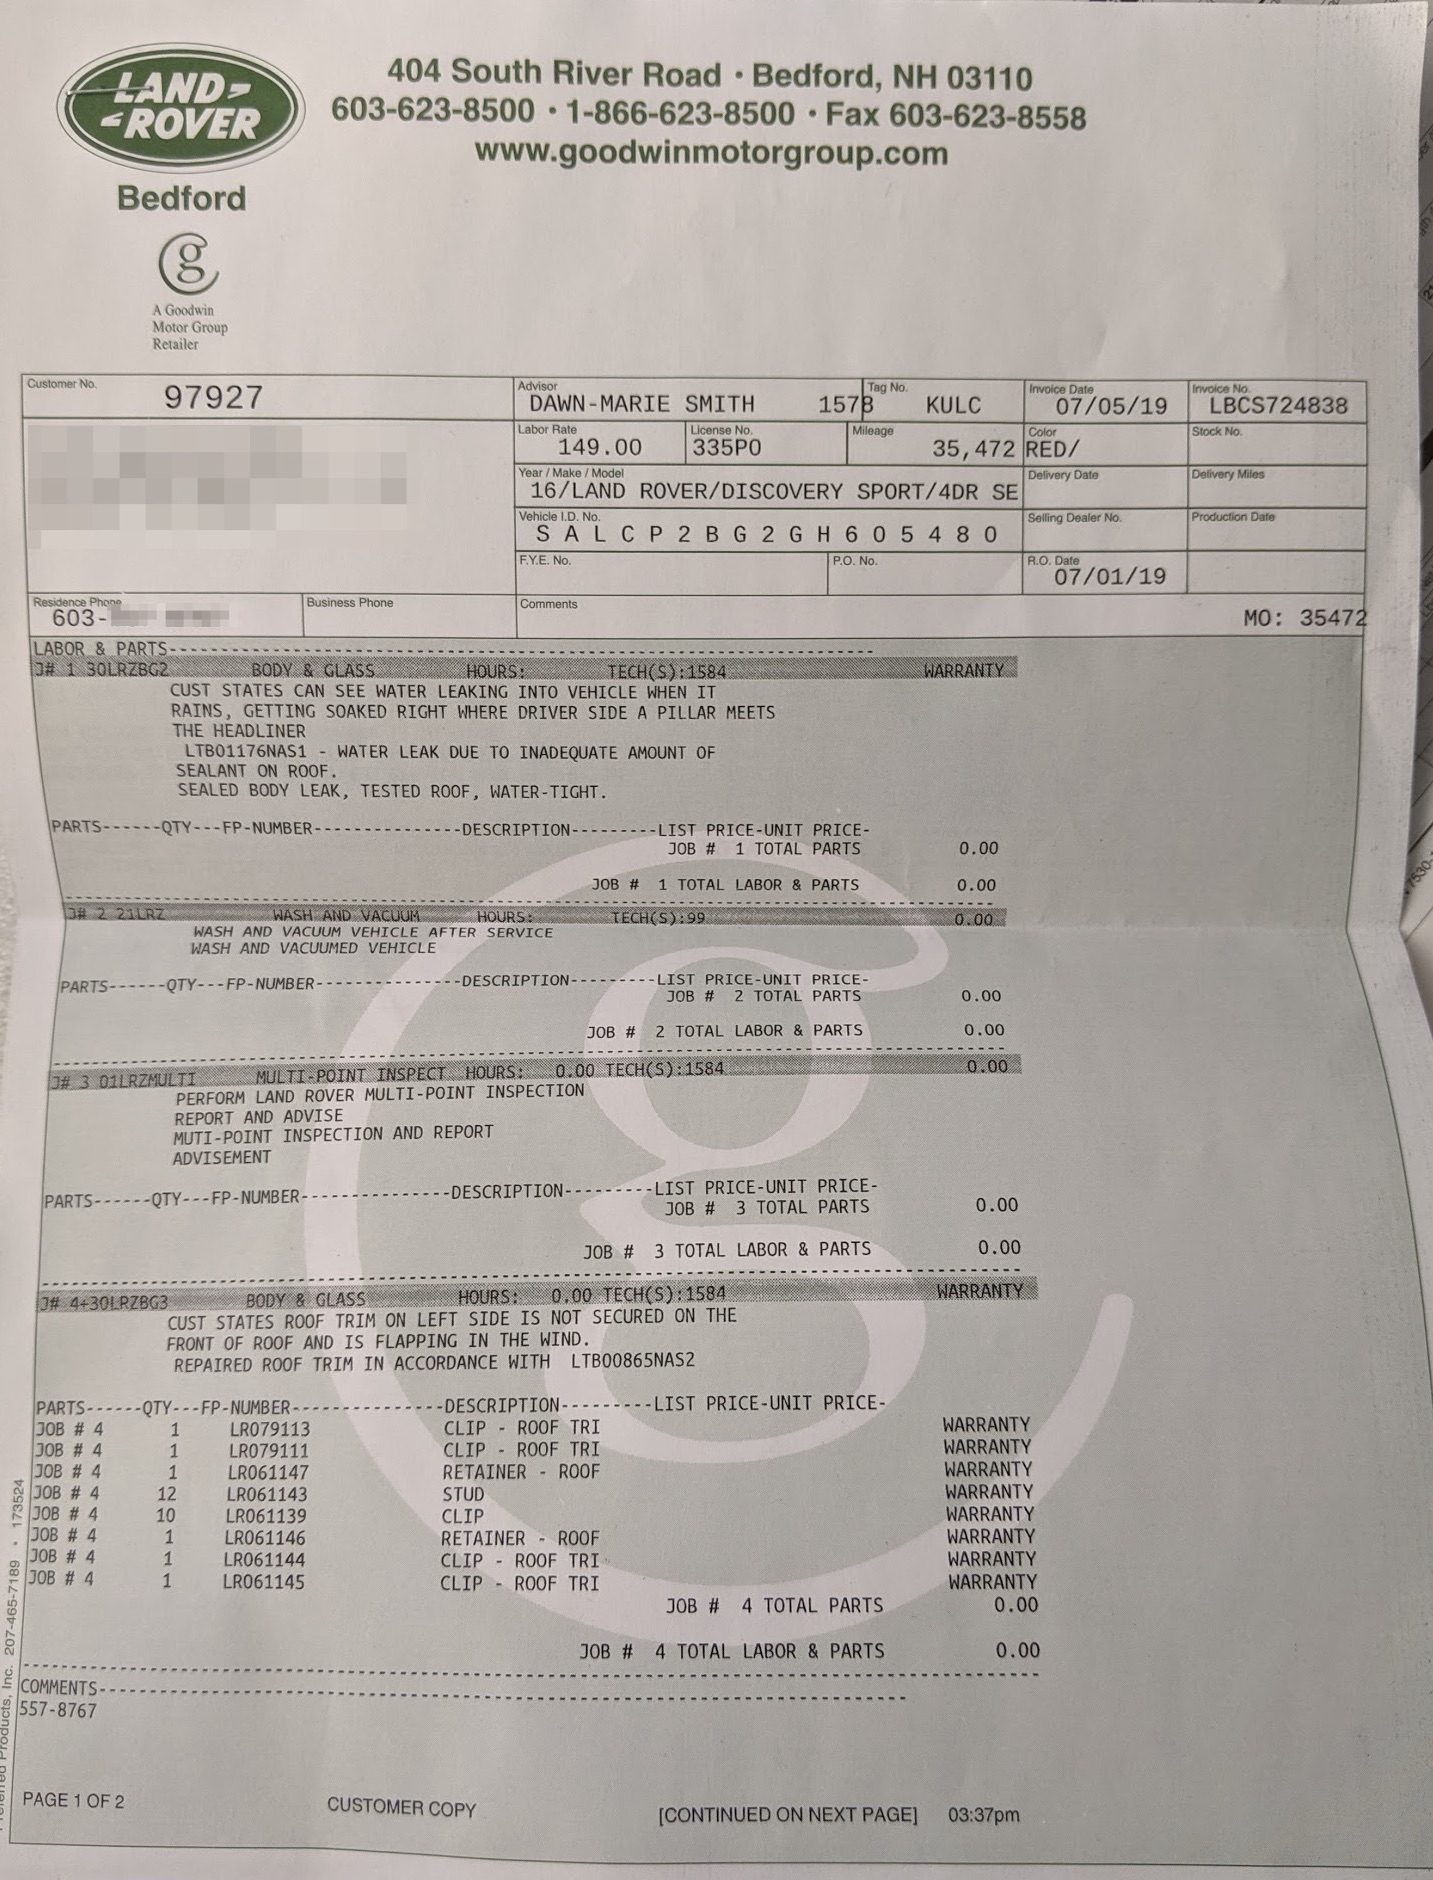 LAND-
-ROVER
Bedford
404 South River Road • Bedford, NH 03110
603-623-8500 • 1-866-623-8500 • Fax 603-623-8558
www.goodwinmotorgroup.com
g
A Goodwin
Motor Group
Retailer
Customer No. 97927
Advisor DAWN-MARIE SMITH 1578
Tag No. KULC
Invoice Date 07/05/19
Invoice No. LBCS724838
Labor Rate 149.00
License No. 335PO
Mileage 35,472
Color RED/
Stock No.
Year / Make / Model 16/LAND ROVER/DISCOVERY SPORT/4DR SE
Delivery Date
Delivery Miles
Vehicle I.D. No. S A L C P 2 B G 2 G H 6 0 5 4 8 0
Selling Dealer No.
Production Date
F.Y.E. No.
P.O. No.
R.O. Date 07/01/19
Residence Phone 603-
Business Phone
Comments
MO: 35472
LABOR & PARTS----------------------------------------------------------------
J# 1 30LRZBG2 BODY & GLASS HOURS: TECH(S):1584 WARRANTY
CUST STATES CAN SEE WATER LEAKING INTO VEHICLE WHEN IT
RAINS, GETTING SOAKED RIGHT WHERE DRIVER SIDE A PILLAR MEETS
THE HEADLINER
LTB01176NAS1 - WATER LEAK DUE TO INADEQUATE AMOUNT OF
SEALANT ON ROOF.
SEALED BODY LEAK, TESTED ROOF, WATER-TIGHT.
PARTS------QTY---FP-NUMBER---------------DESCRIPTION---------LIST PRICE-UNIT PRICE-
JOB # 1 TOTAL PARTS 0.00
JOB # 1 TOTAL LABOR & PARTS 0.00
J# 2 21LRZ WASH AND VACUUM HOURS: TECH(S):99 0.00
WASH AND VACUUM VEHICLE AFTER SERVICE
WASH AND VACUUMED VEHICLE
PARTS------QTY---FP-NUMBER---------------DESCRIPTION---------LIST PRICE-UNIT PRICE-
JOB # 2 TOTAL PARTS 0.00
JOB # 2 TOTAL LABOR & PARTS 0.00
J# 3 01LRZMULTI MULTI-POINT INSPECT HOURS: 0.00 TECH(S):1584 0.00
PERFORM LAND ROVER MULTI-POINT INSPECTION
REPORT AND ADVISE
MUTI-POINT INSPECTION AND REPORT
ADVISEMENT
PARTS------QTY---FP-NUMBER---------------DESCRIPTION---------LIST PRICE-UNIT PRICE-
JOB # 3 TOTAL PARTS 0.00
JOB # 3 TOTAL LABOR & PARTS 0.00
J# 4+30LRZBG3 BODY & GLASS HOURS: 0.00 TECH(S):1584 WARRANTY
CUST STATES ROOF TRIM ON LEFT SIDE IS NOT SECURED ON THE
FRONT OF ROOF AND IS FLAPPING IN THE WIND.
REPAIRED ROOF TRIM IN ACCORDANCE WITH LTB00865NAS2
PARTS------QTY---FP-NUMBER---------------DESCRIPTION---------LIST PRICE-UNIT PRICE-
JOB # 4 1 LR079113 CLIP - ROOF TRI WARRANTY
JOB # 4 1 LR079111 CLIP - ROOF TRI WARRANTY
JOB # 4 1 LR061147 RETAINER - ROOF WARRANTY
JOB # 4 12 LR061143 STUD WARRANTY
JOB # 4 10 LR061139 CLIP WARRANTY
JOB # 4 1 LR061146 RETAINER - ROOF WARRANTY
JOB # 4 1 LR061144 CLIP - ROOF TRI WARRANTY
JOB # 4 1 LR061145 CLIP - ROOF TRI WARRANTY
JOB # 4 TOTAL PARTS 0.00
JOB # 4 TOTAL LABOR & PARTS 0.00
COMMENTS----------------------------------------------------------------
557-8767
PAGE 1 OF 2 CUSTOMER COPY [CONTINUED ON NEXT PAGE] 03:37pm
Products, Inc. 207-465-7189 • 173524